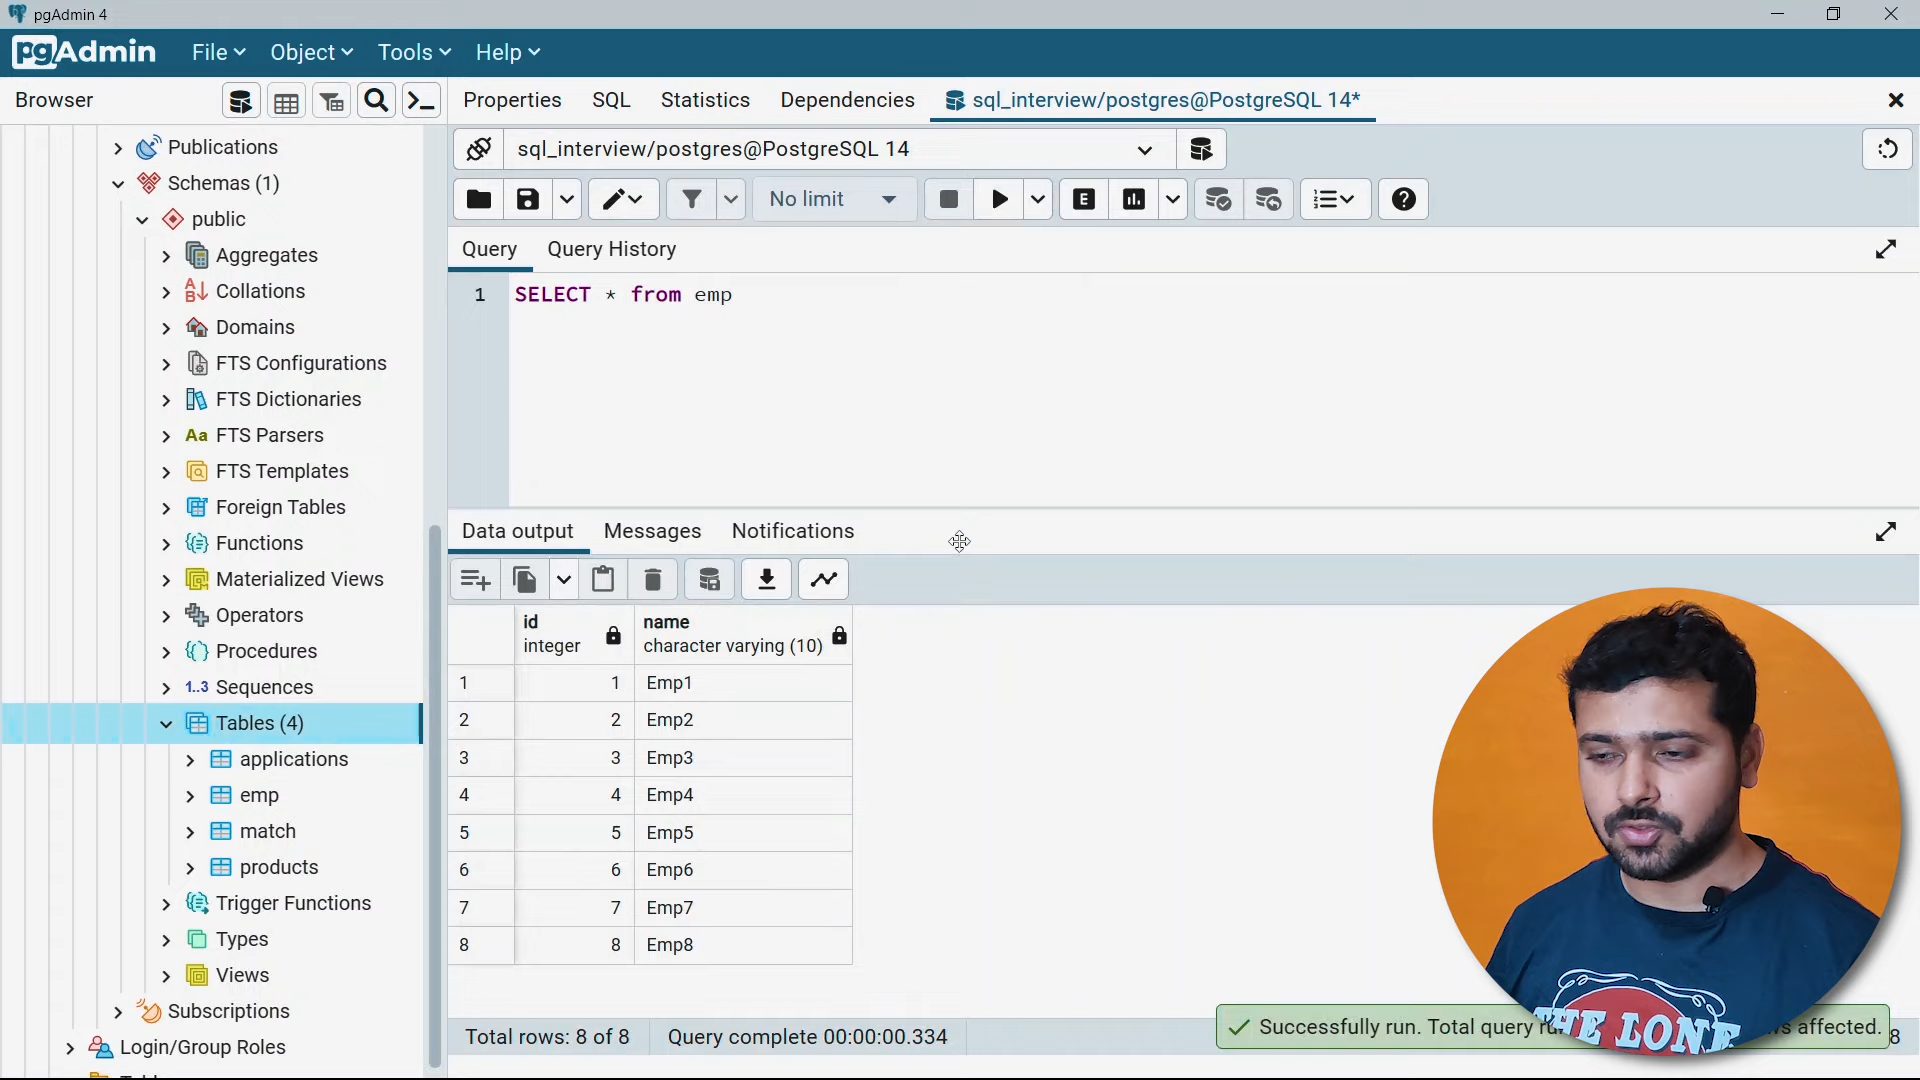 pgAdmin 4
pgAdmin File Object Tools Help
Browser
Properties SQL Statistics Dependencies sql_interview/postgres@PostgreSQL 14*
sql_interview/postgres@PostgreSQL 14
No limit
E
Query Query History
1 SELECT * from emp
Publications
Schemas (1)
public
Aggregates
Collations
Domains
FTS Configurations
FTS Dictionaries
Aa FTS Parsers
FTS Templates
Foreign Tables
Functions
Materialized Views
Operators
Procedures
1..3 Sequences
Tables (4)
applications
emp
match
products
Trigger Functions
Types
Views
Subscriptions
Login/Group Roles
Data output Messages Notifications
id name
integer character varying (10)
1 1 Emp1
2 2 Emp2
3 3 Emp3
4 4 Emp4
5 5 Emp5
6 6 Emp6
7 7 Emp7
8 8 Emp8
Total rows: 8 of 8 Query complete 00:00:00.334
Successfully run. Total query affected.
8
THE LONE